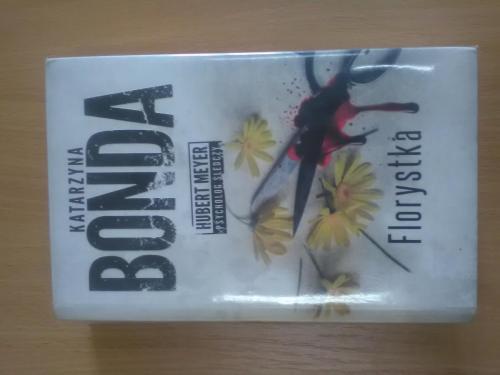 KATARZYNA
BONDA
HUBERT MEYER
PSYCHOLOG ŚLEDCZY
Florystka